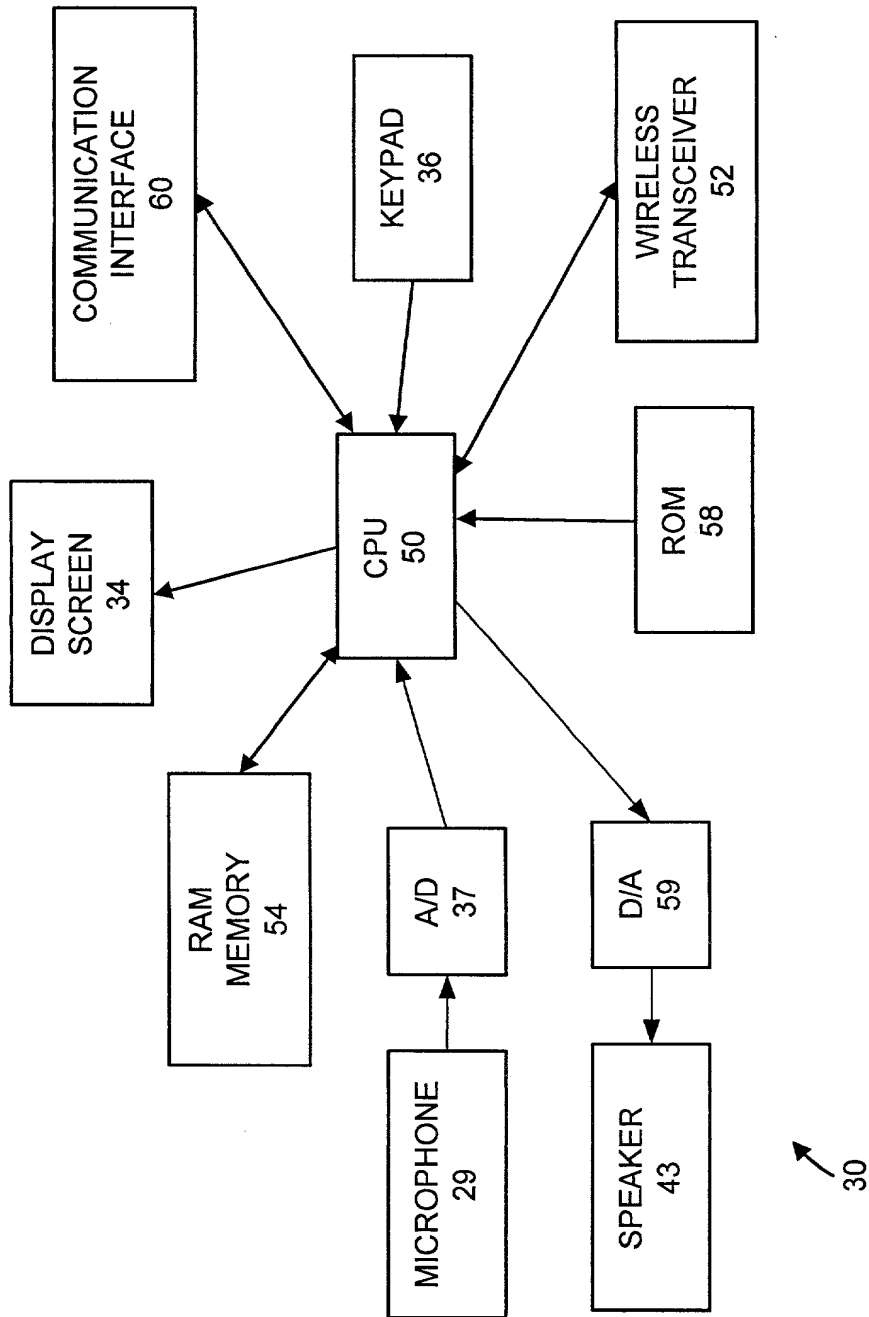 DISPLAY
SCREEN
34
COMMUNICATION
INTERFACE
60
RAM
MEMORY
54
MICROPHONE
29
A/D
37
CPU
50
KEYPAD
36
SPEAKER
43
D/A
59
ROM
58
WIRELESS
TRANSCEIVER
52
30